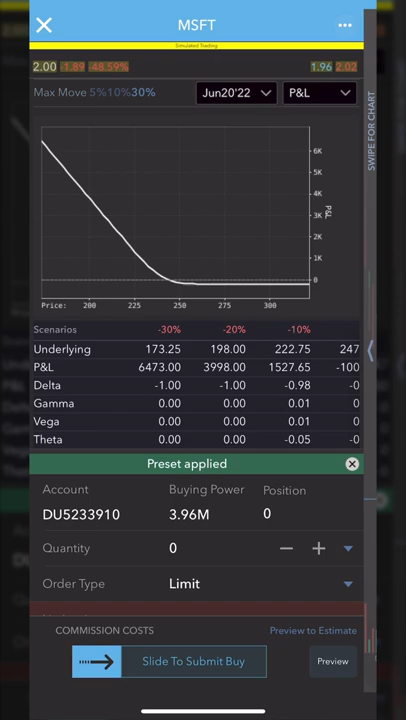 MSFT
Simulated Trading
2.00 -1.89 -48.59% 1.96 2.02
Max Move 5%10%30% Jun20'22 P&L
SWIPE FOR CHART
6K
5K
4K
3K
2K
1K
0
P&L
Price: 200 225 250 275 300
Scenarios -30% -20% -10%
Underlying 173.25 198.00 222.75 247
P&L 6473.00 3998.00 1527.65 -100
Delta -1.00 -1.00 -0.98 -0
Gamma 0.00 0.00 0.01 0
Vega 0.00 0.00 0.01 0
Theta 0.00 0.00 -0.05 -0
Preset applied
Account Buying Power Position
DU5233910 3.96M 0
Quantity 0
Order Type Limit
COMMISSION COSTS Preview to Estimate
Slide To Submit Buy Preview